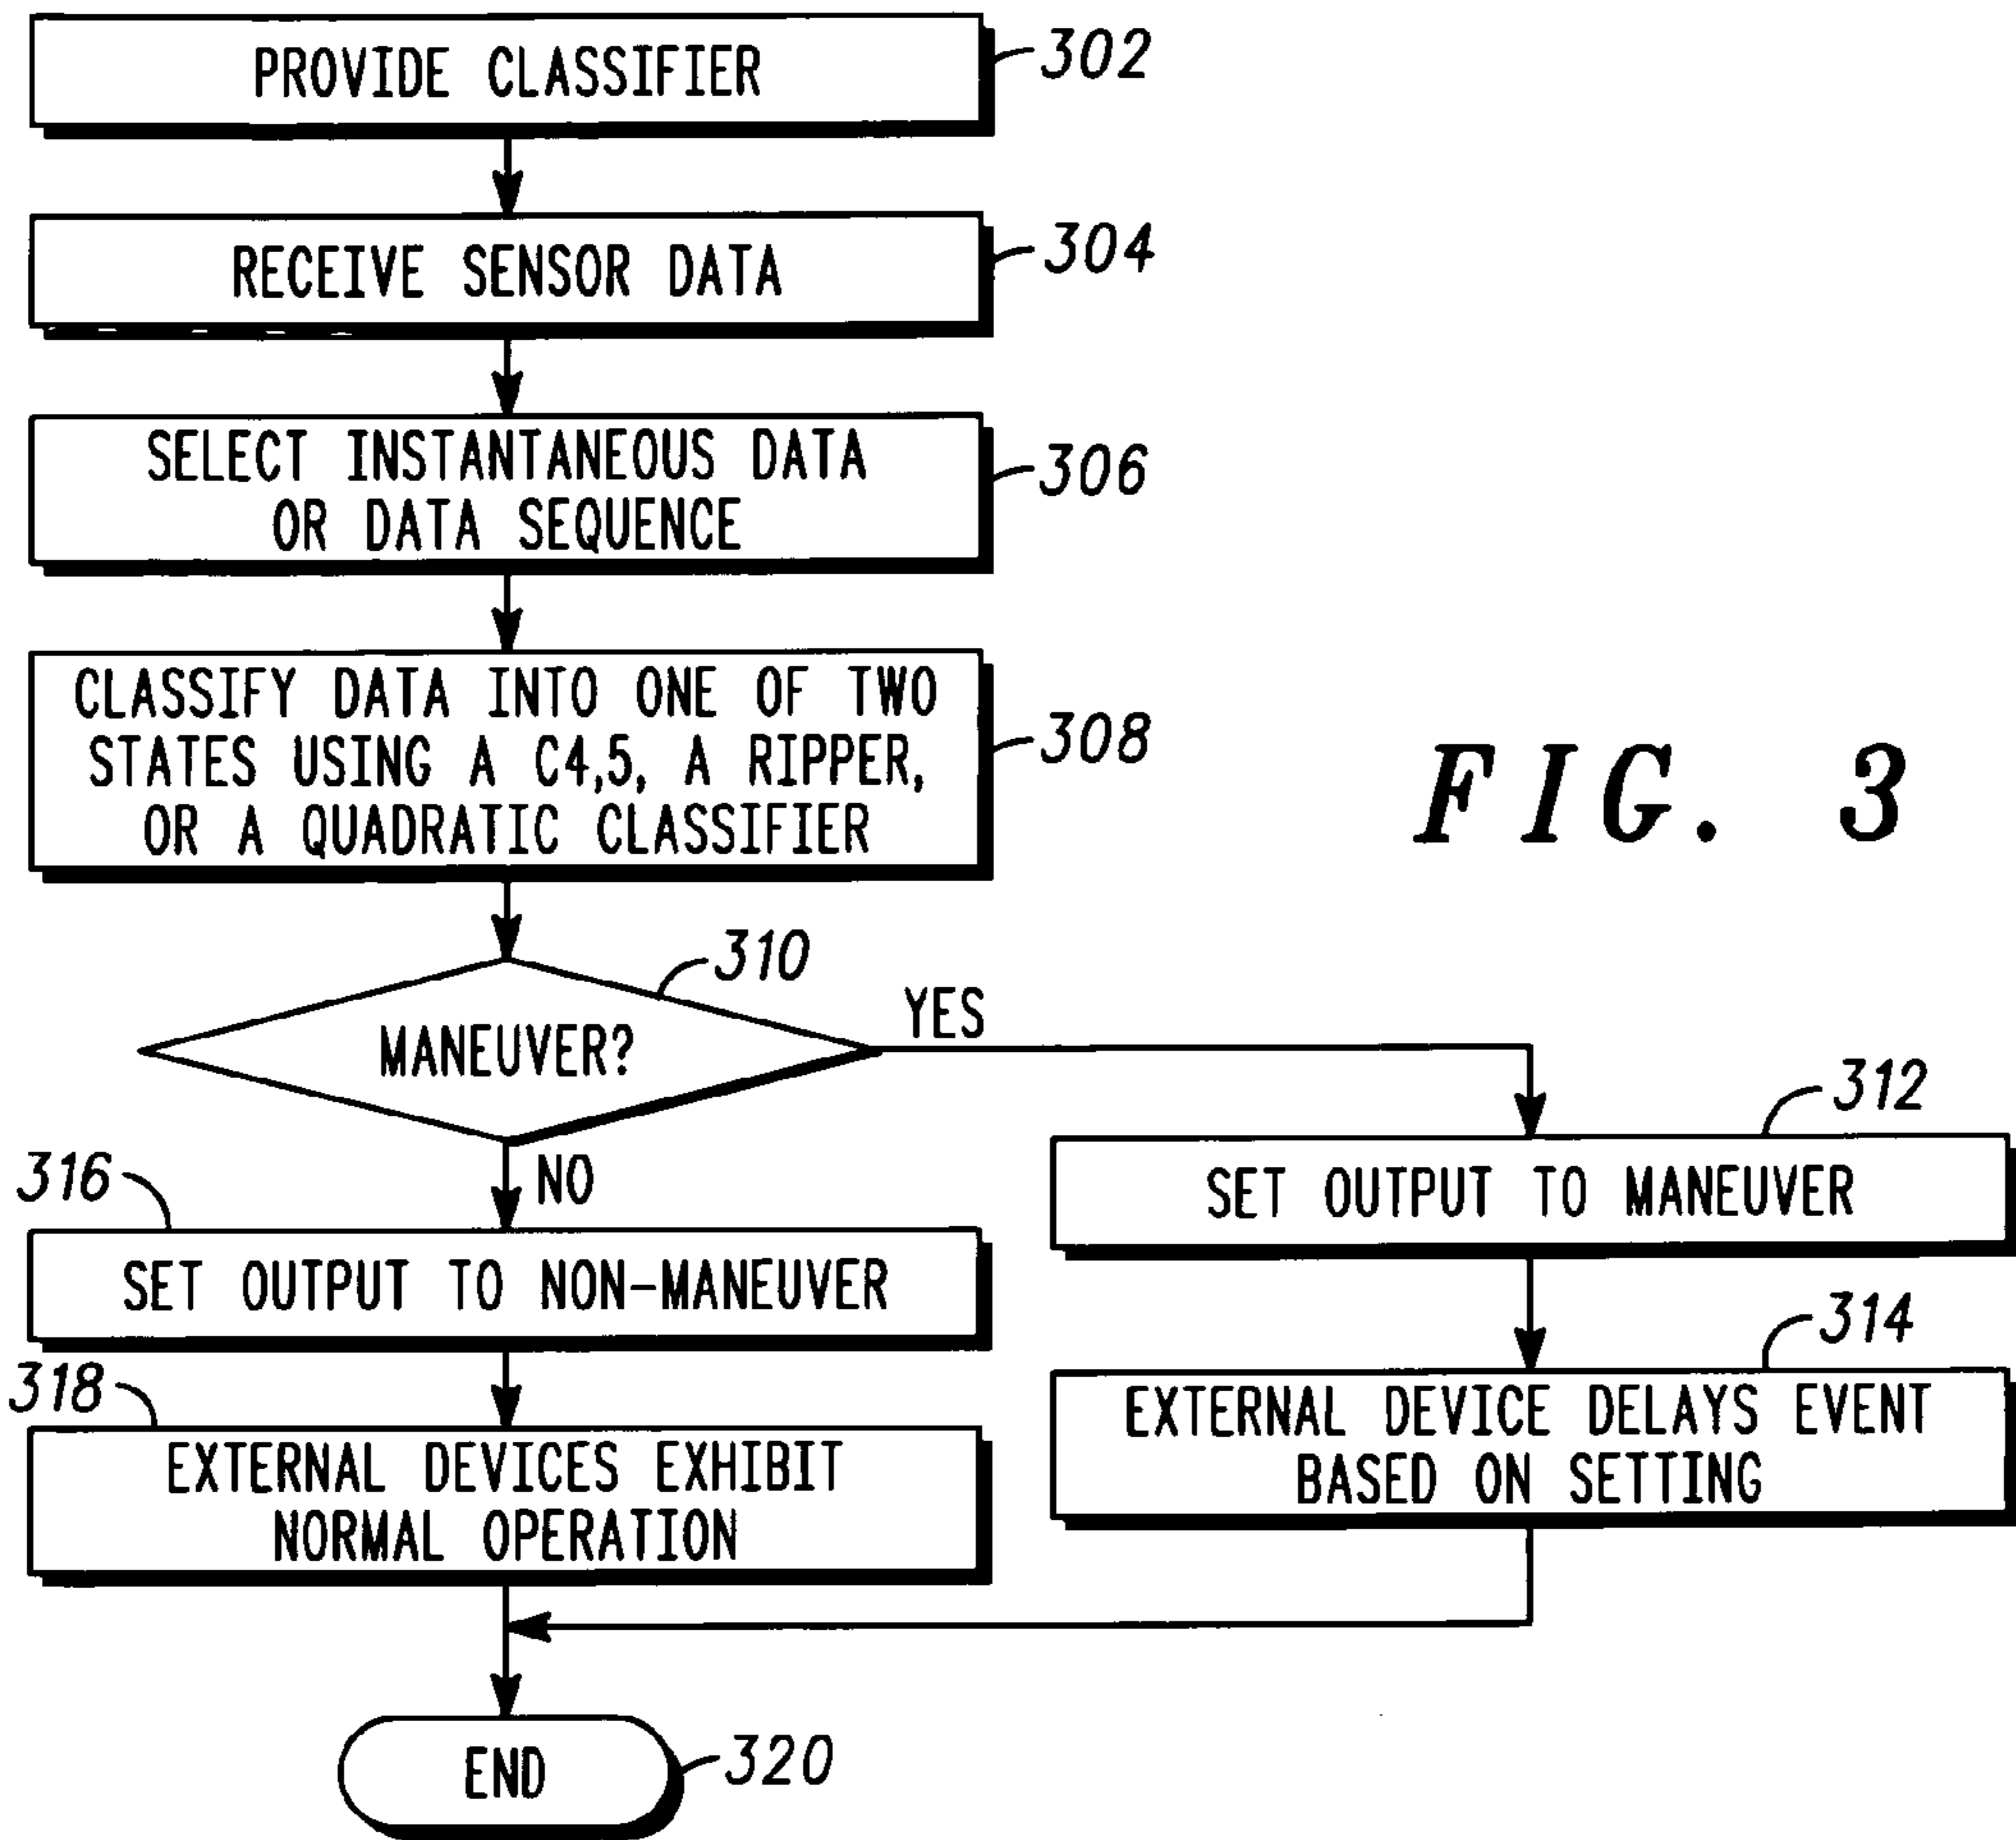 PROVIDE CLASSIFIER
302
RECEIVE SENSOR DATA
304
SELECT INSTANTANEOUS DATA
OR DATA SEQUENCE
306
CLASSIFY DATA INTO ONE OF TWO
STATES USING A C4,5, A RIPPER,
OR A QUADRATIC CLASSIFIER
308
FIG. 3
310
MANEUVER?
YES
NO
312
SET OUTPUT TO MANEUVER
316
SET OUTPUT TO NON-MANEUVER
314
EXTERNAL DEVICE DELAYS EVENT
BASED ON SETTING
318
EXTERNAL DEVICES EXHIBIT
NORMAL OPERATION
END
320